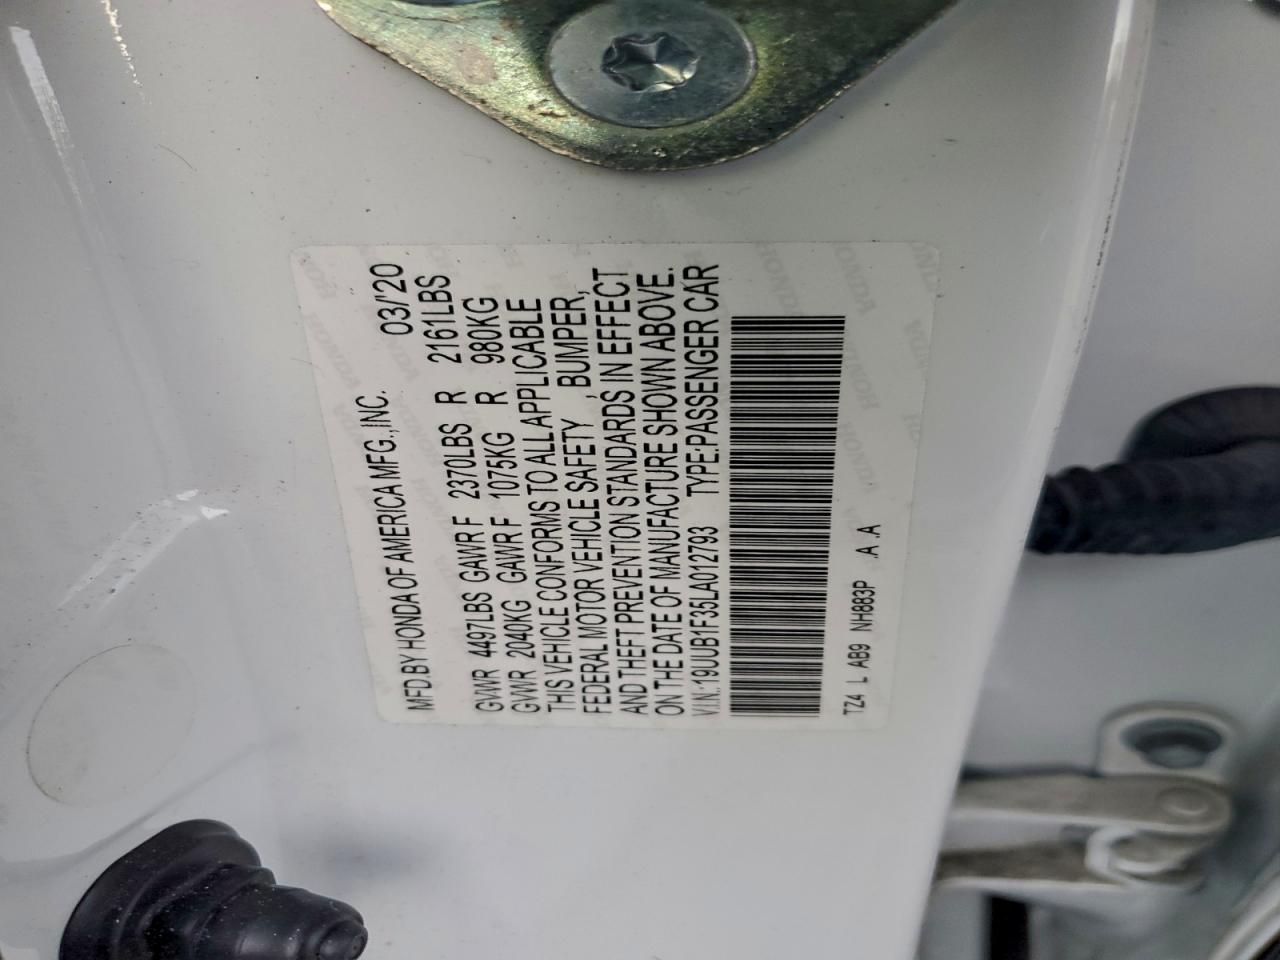 MFD. BY HONDA OF AMERICA MFG., INC. 03/'20
GVWR 4497LBS GAWR F 2370LBS R 2161LBS
GVWR 2040KG GAWR F 1075KG R 980KG
THIS VEHICLE CONFORMS TO ALL APPLICABLE
FEDERAL MOTOR VEHICLE SAFETY , BUMPER,
AND THEFT PREVENTION STANDARDS IN EFFECT
ON THE DATE OF MANUFACTURE SHOWN ABOVE.
V.I.N.: 19UUB1F35LA012793 TYPE:PASSENGER CAR
TZ4 L AB9 NH883P .A .A